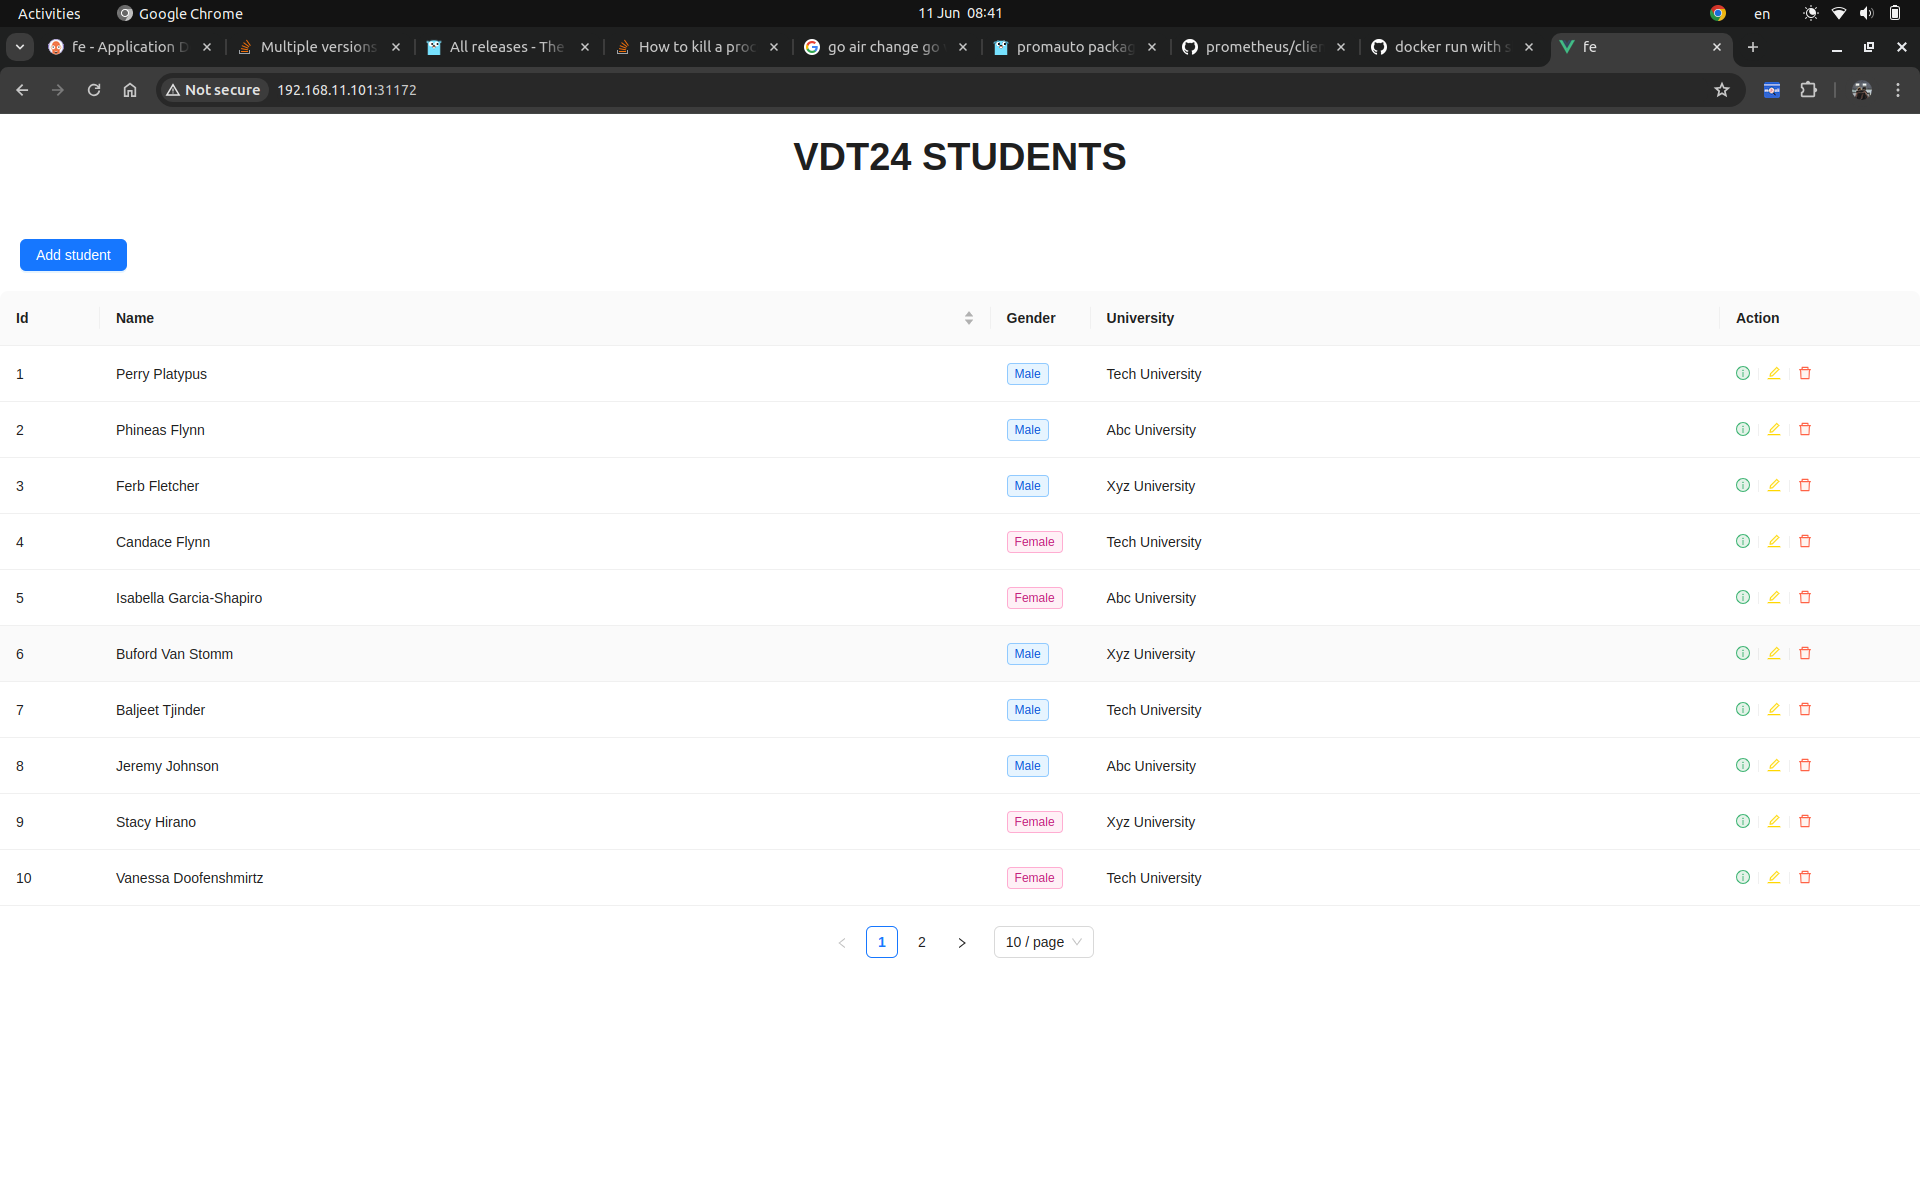 Activities Google Chrome 11 Jun 08:41 en
fe - Application D Multiple versions All releases - The How to kill a proc go air change go promauto packag prometheus/clien docker run with s fe
Not secure 192.168.11.101:31172
VDT24 STUDENTS
Add student
Id Name Gender University Action
1 Perry Platypus Male Tech University
2 Phineas Flynn Male Abc University
3 Ferb Fletcher Male Xyz University
4 Candace Flynn Female Tech University
5 Isabella Garcia-Shapiro Female Abc University
6 Buford Van Stomm Male Xyz University
7 Baljeet Tjinder Male Tech University
8 Jeremy Johnson Male Abc University
9 Stacy Hirano Female Xyz University
10 Vanessa Doofenshmirtz Female Tech University
< 1 2 > 10 / page